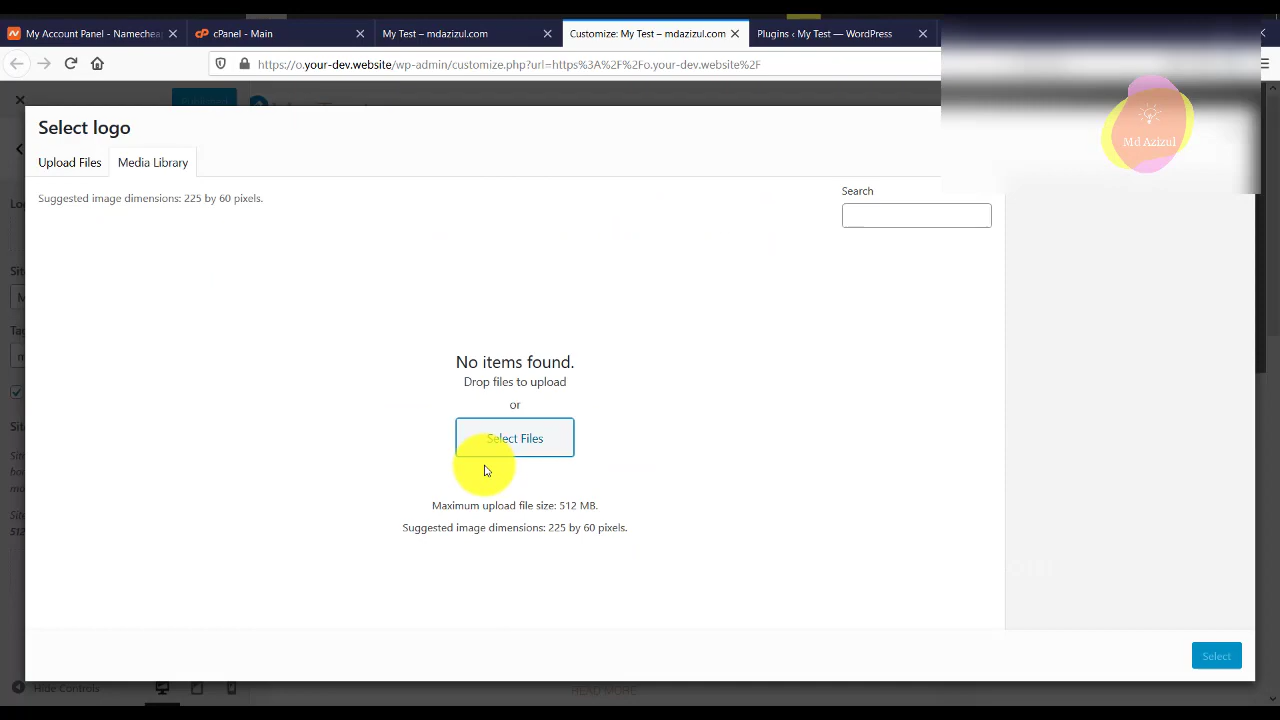 My Account Panel - Namecheap
cPanel - Main
My Test – mdazizul.com
Customize: My Test – mdazizul.com
Plugins ‹ My Test — WordPress
https://o.your-dev.website/wp-admin/customize.php?url=https%3A%2F%2Fo.your-dev.website%2F
Md Azizul
Select logo
Upload Files
Media Library
Suggested image dimensions: 225 by 60 pixels.
Search
No items found.
Drop files to upload
or
Select Files
Maximum upload file size: 512 MB.
Suggested image dimensions: 225 by 60 pixels.
Select
Hide Controls
READ MORE